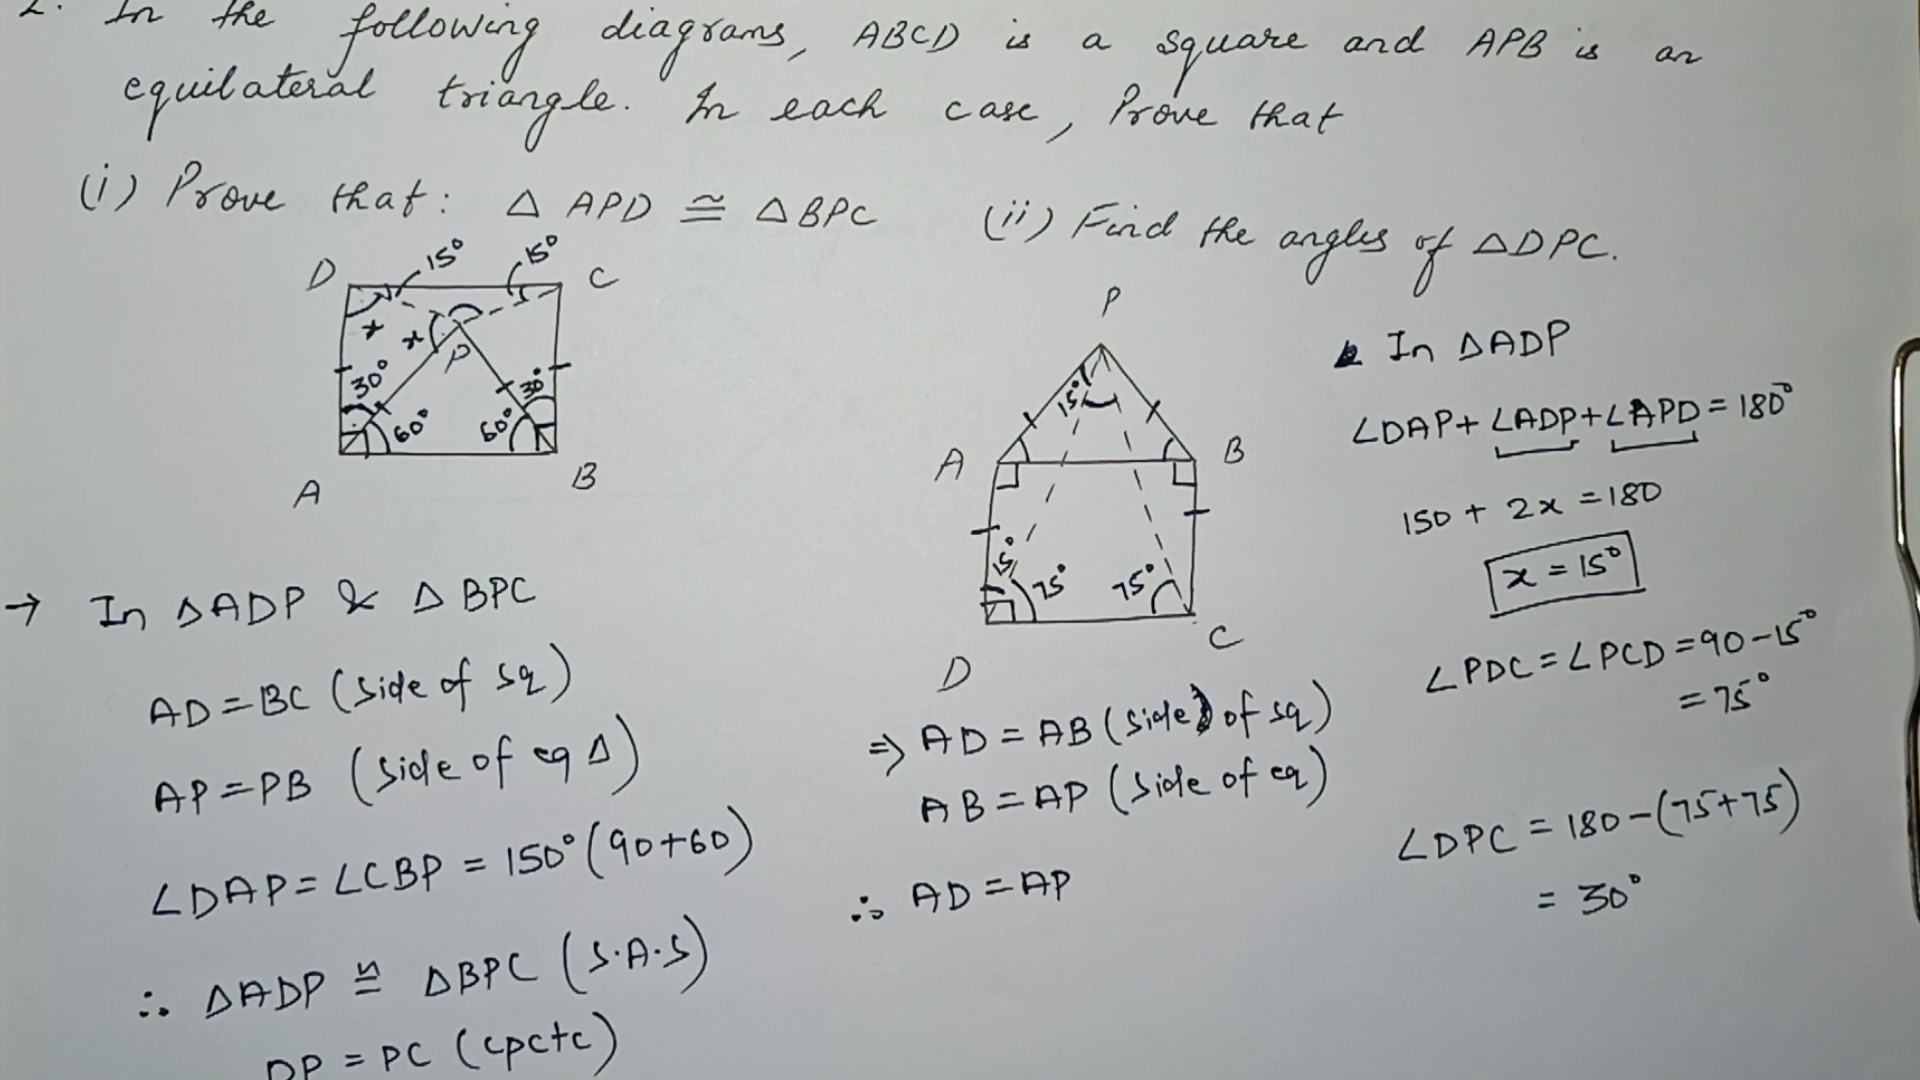 2. In the following diagrams, ABCD is a square and APB is an
equilateral triangle. In each case, Prove that
(i) Prove that: △ APD ≅ △BPC
(ii) Find the angles of △DPC.
15° 15°
D C
x x
P
30° 30°
60° 60°
A B
P
15°
A B
15° 75° 75°
D C
→ In △ADP & △BPC
AD=BC (side of sq)
AP=PB (side of eq △)
∠DAP=∠CBP = 150° (90+60)
∴ △ADP ≅ △BPC (S.A.S)
DP = PC (cpctc)
⇒ AD = AB (side of sq)
AB = AP (side of eq)
∴ AD = AP
In △ADP
∠DAP+∠ADP+∠APD = 180°
150 + 2x = 180
x = 15°
∠PDC = ∠PCD = 90-15°
= 75°
∠DPC = 180-(75+75)
= 30°